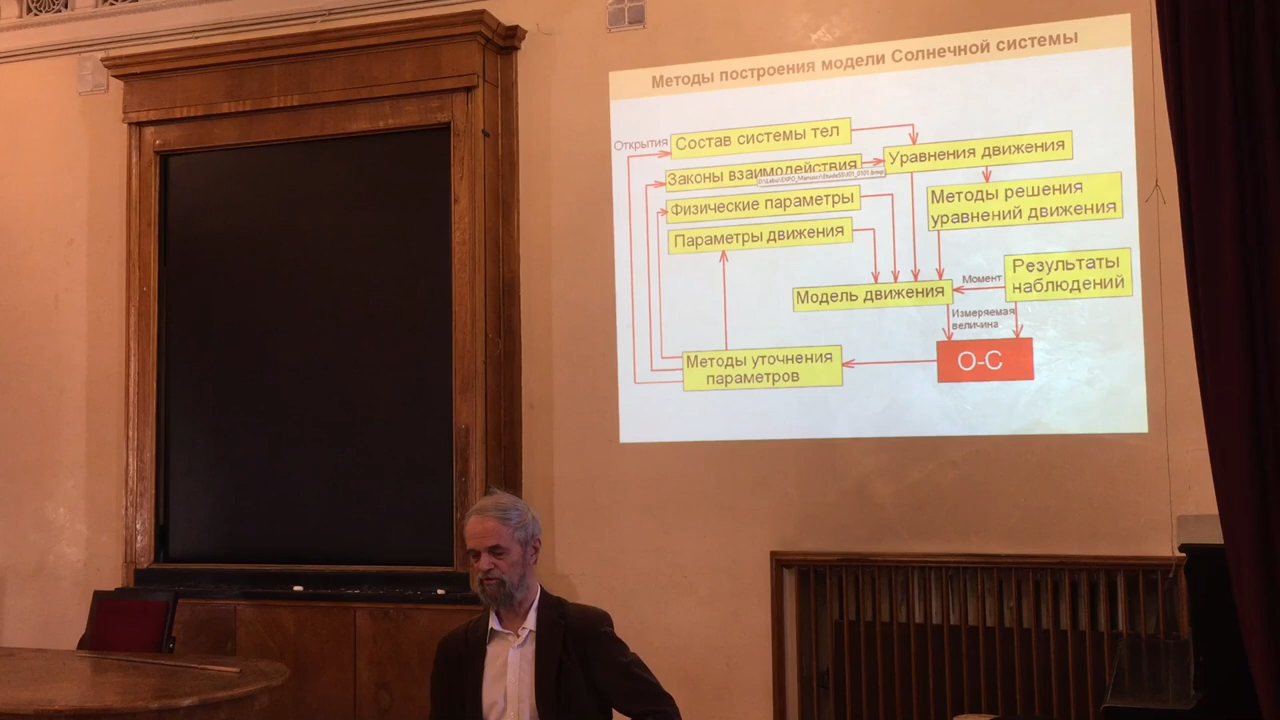 Методы построения модели Солнечной системы
Открытия
Состав системы тел
Законы взаимодействия
Уравнения движения
Физические параметры
Методы решения
уравнений движения
Параметры движения
Результаты
наблюдений
Момент
Модель движения
Измеряемая
величина
О-С
Методы уточнения
параметров